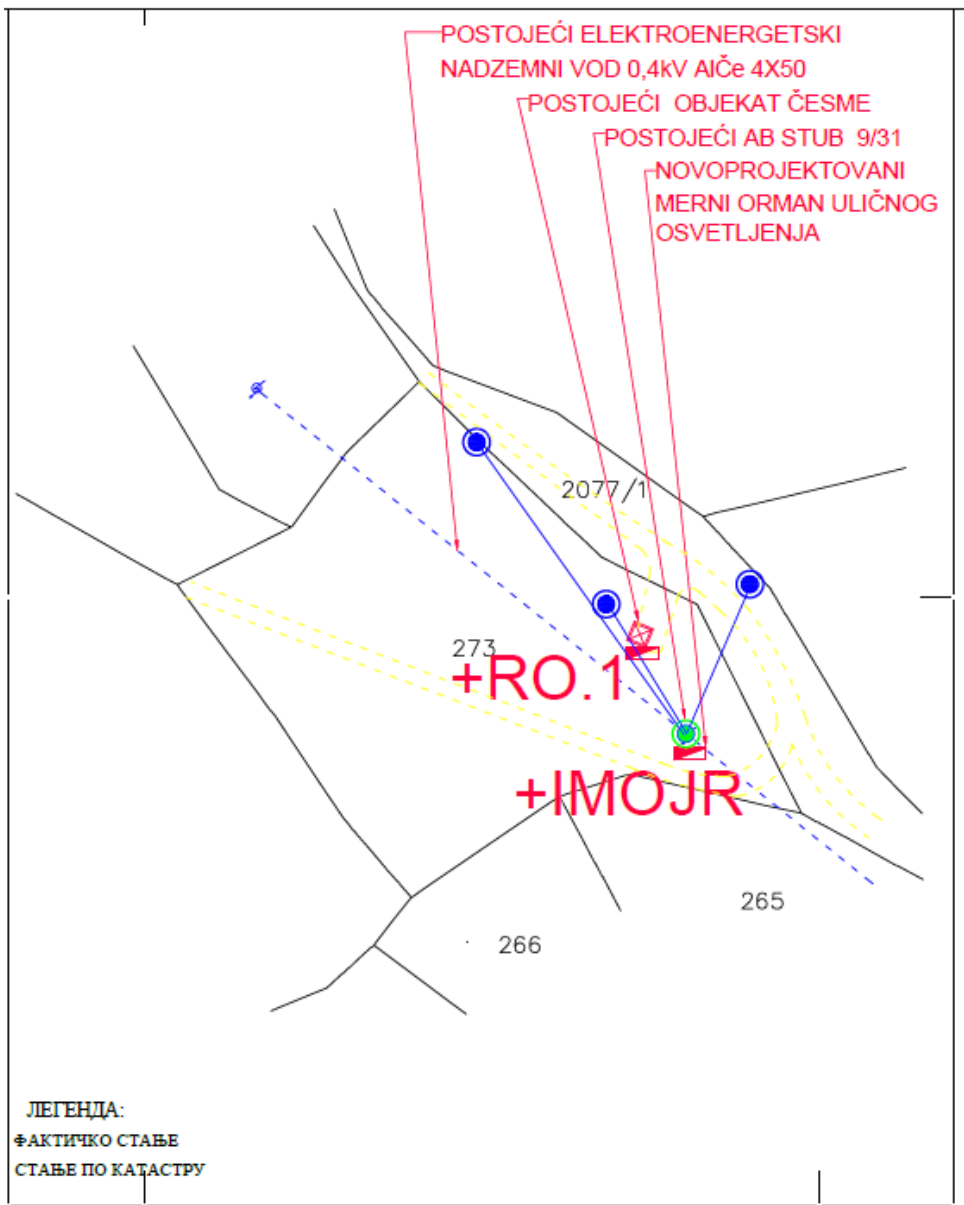 POSTOJEĆI ELEKTROENERGETSKI
NADZEMNI VOD 0,4kV AlČe 4X50
POSTOJEĆI OBJEKAT ČESME
POSTOJEĆI AB STUB 9/31
NOVOPROJEKTOVANI
MERNI ORMAN ULIČNOG
OSVETLJENJA
2077/1
273
+RO.1
+IMOJR
265
266
ЛЕГЕНДА:
ФАКТИЧКО СТАЊЕ
СТАЊЕ ПО КАТАСТРУ